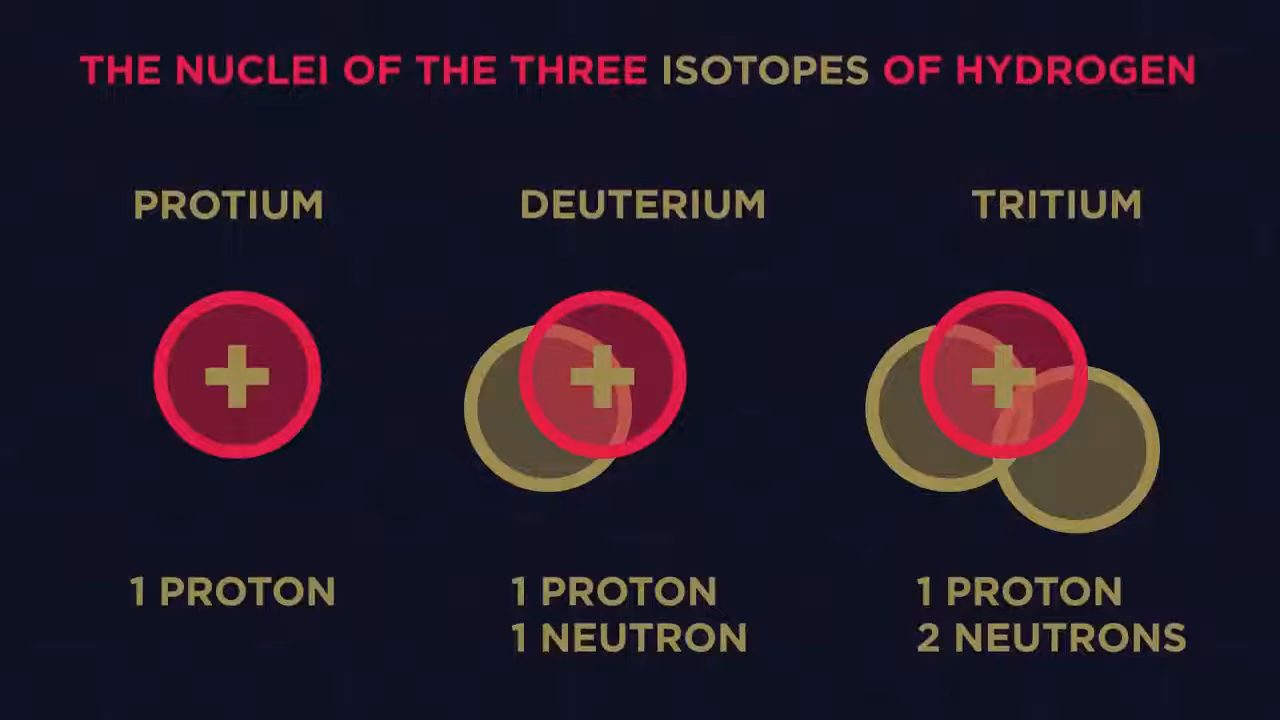 THE NUCLEI OF THE THREE ISOTOPES OF HYDROGEN
PROTIUM
DEUTERIUM
TRITIUM
1 PROTON
1 PROTON
1 NEUTRON
1 PROTON
2 NEUTRONS